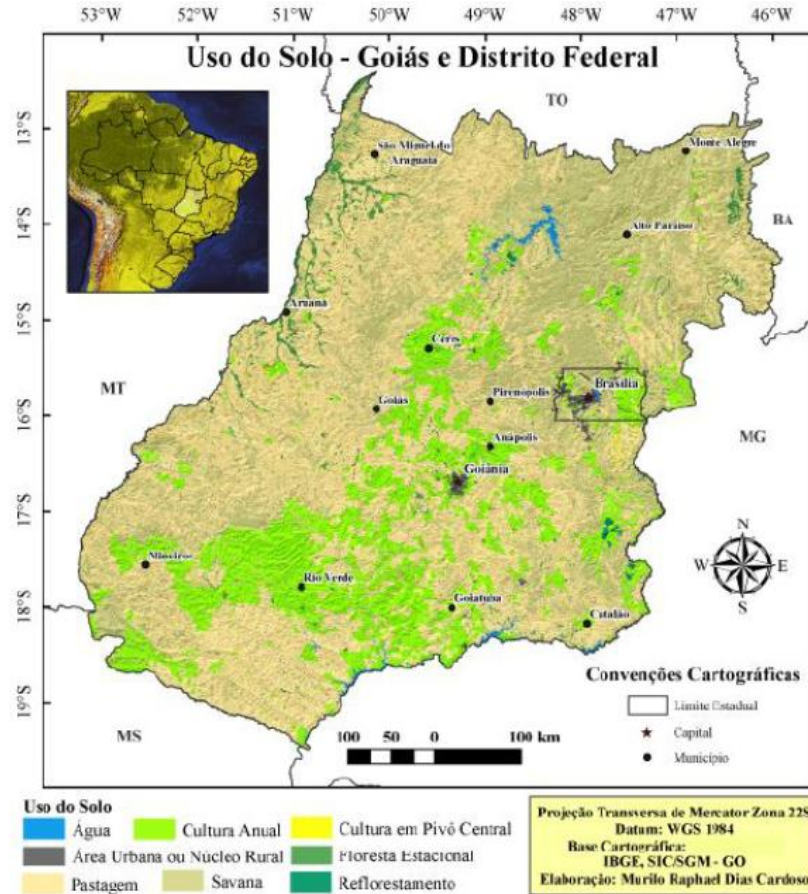 53°W 52°W 51°W 50°W 49°W 48°W 47°W 46°W
Uso do Solo - Goiás e Distrito Federal
TO
13°S
São Miguel do
Araguaia
Monte Alegre
14°S
Alto Paraíso
BA
Aruanã
15°S
Céres
MT
Brasília
Goiás
Pirenopolis
16°S
MG
Anápolis
Goiânia
17°S
N
W E
S
Mineiros
Rio Verde
18°S
Goiatuba
Catalão
Convenções Cartográficas
19°S
Limite Estadual
MS
Capital
100 50 0 100 km
Município
Uso do Solo
Água
Cultura Anual
Cultura em Pivô Central
Área Urbana ou Núcleo Rural
Floresta Estacional
Pastagem
Savana
Reflorestamento
Projeção Transversa de Mercator Zona 22S
Datum: WGS 1984
Base Cartográfica:
IBGE, SIC/SGM - GO
Elaboração: Murilo Raphael Dias Cardoso